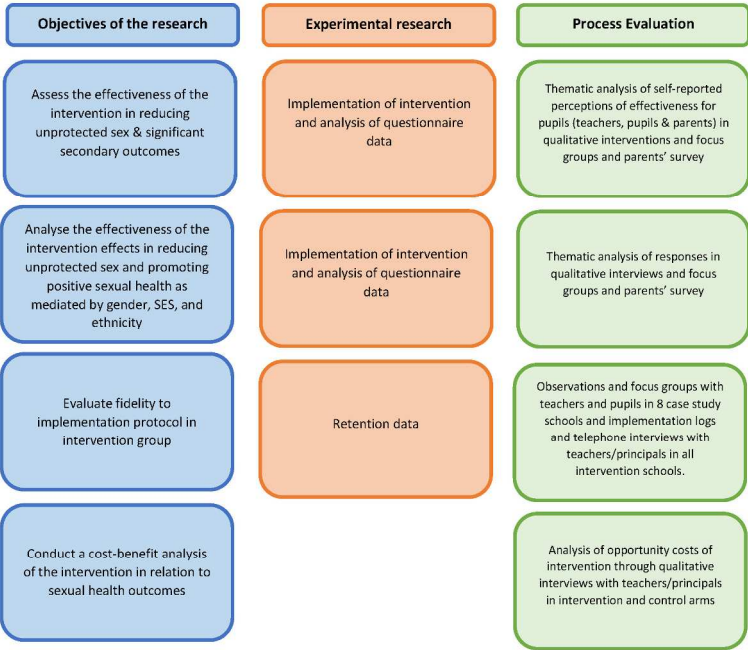 Objectives of the research
Experimental research
Process Evaluation
Assess the effectiveness of the
intervention in reducing
unprotected sex & significant
secondary outcomes
Implementation of intervention
and analysis of questionnaire
data
Thematic analysis of self-reported
perceptions of effectiveness for
pupils (teachers, pupils & parents) in
qualitative interventions and focus
groups and parents’ survey
Analyse the effectiveness of the
intervention effects in reducing
unprotected sex and promoting
positive sexual health as
mediated by gender, SES, and
ethnicity
Implementation of intervention
and analysis of questionnaire
data
Thematic analysis of responses in
qualitative interviews and focus
groups and parents’ survey
Evaluate fidelity to
implementation protocol in
intervention group
Retention data
Observations and focus groups with
teachers and pupils in 8 case study
schools and implementation logs
and telephone interviews with
teachers/principals in all
intervention schools.
Conduct a cost-benefit analysis
of the intervention in relation to
sexual health outcomes
Analysis of opportunity costs of
intervention through qualitative
interviews with teachers/principals
in intervention and control arms